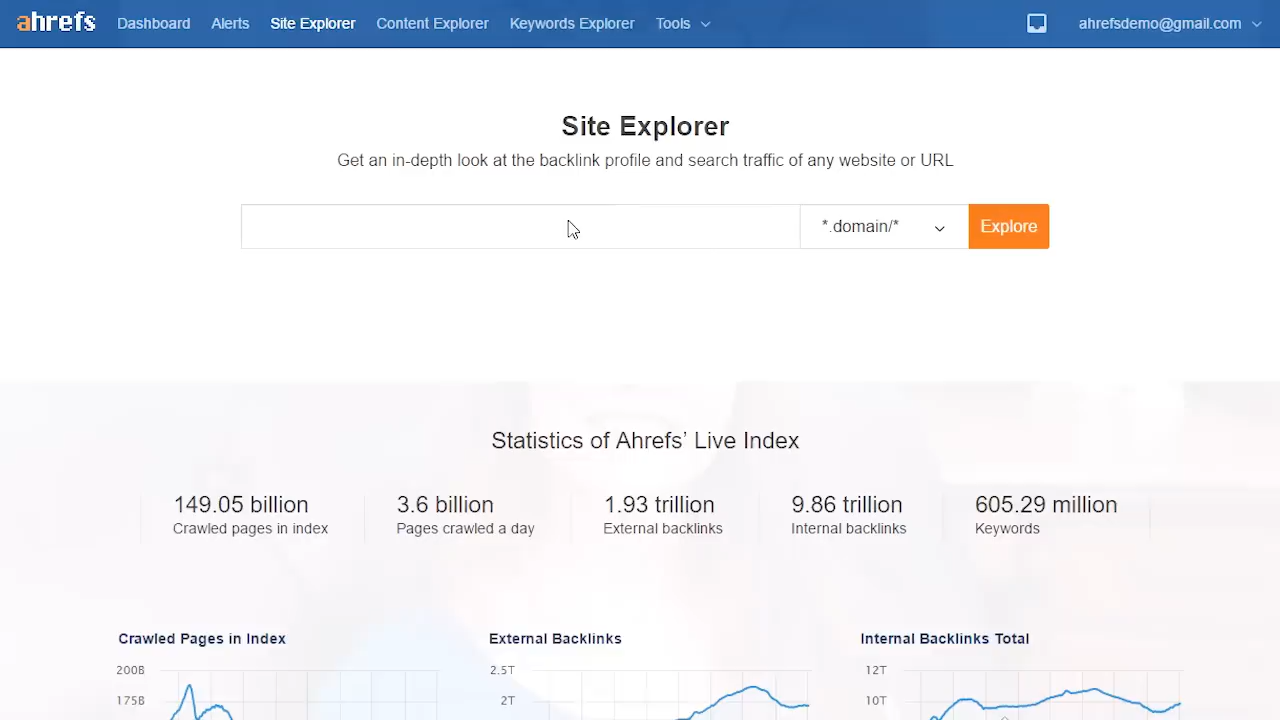 ahrefs Dashboard Alerts Site Explorer Content Explorer Keywords Explorer Tools ahrefsdemo@gmail.com
Site Explorer
Get an in-depth look at the backlink profile and search traffic of any website or URL
*.domain/* Explore
Statistics of Ahrefs’ Live Index
149.05 billion 3.6 billion 1.93 trillion 9.86 trillion 605.29 million
Crawled pages in index Pages crawled a day External backlinks Internal backlinks Keywords
Crawled Pages in Index External Backlinks Internal Backlinks Total
200B 2.5T 12T
175B 2T 10T